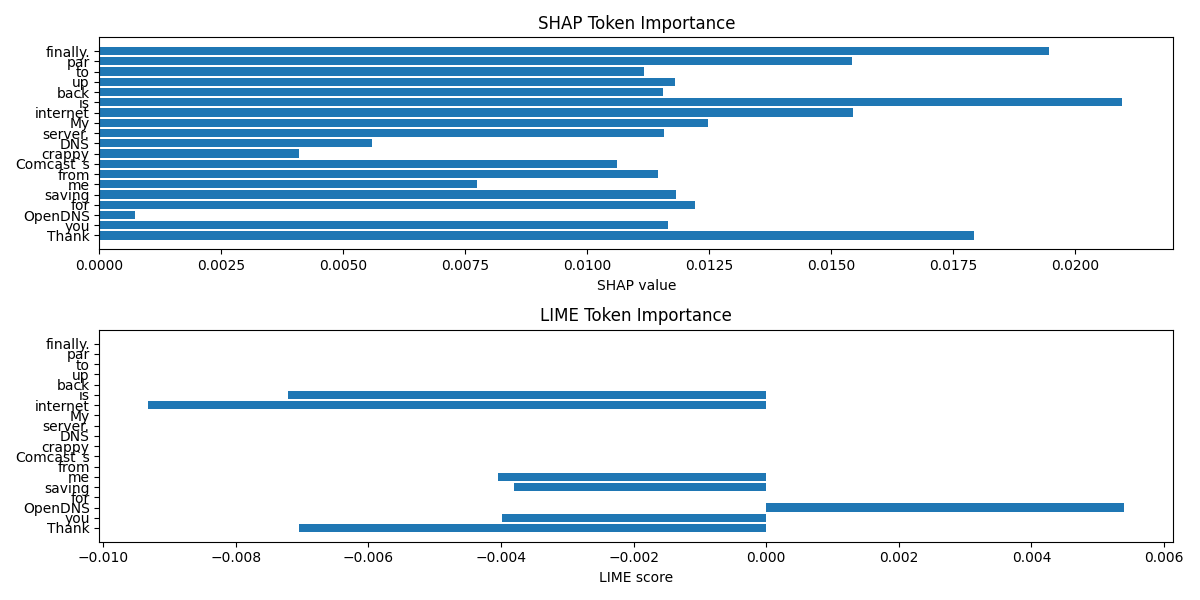 SHAP Token Importance
finally.
par
to
up
back
is
internet
My
server.
DNS
crappy
Comcast`s
from
me
saving
for
OpenDNS
you
Thank
0.0000 0.0025 0.0050 0.0075 0.0100 0.0125 0.0150 0.0175 0.0200
SHAP value
LIME Token Importance
finally.
par
to
up
back
is
internet
My
server.
DNS
crappy
Comcast`s
from
me
saving
for
OpenDNS
you
Thank
−0.010 −0.008 −0.006 −0.004 −0.002 0.000 0.002 0.004 0.006
LIME score